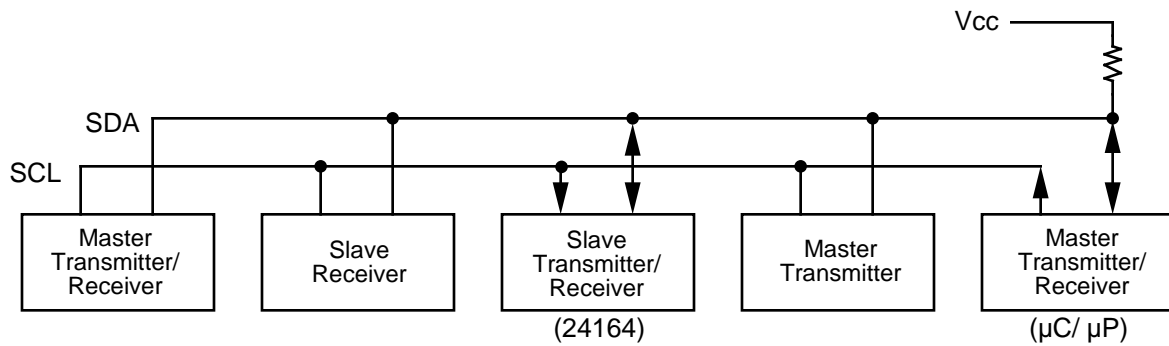 Vcc
SDA
SCL
Master
Transmitter/
Receiver
Slave
Receiver
Slave
Transmitter/
Receiver
Master
Transmitter
Master
Transmitter/
Receiver
(24164)
(µC/ µP)